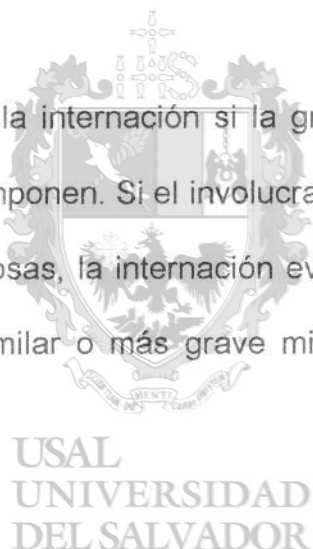 la internación si la gr
mponen. Si el involucra
osas, la internación ev
milar o más grave mi
USAL
UNIVERSIDAD
DEL SALVADOR